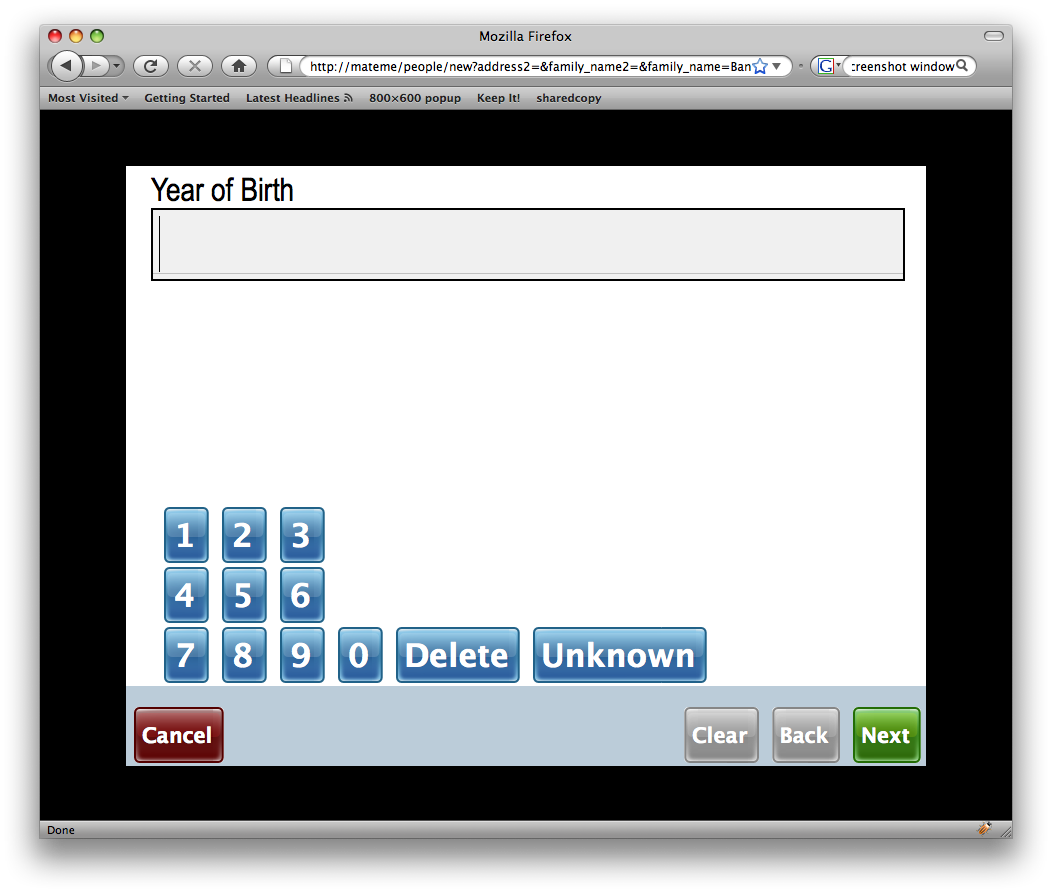 Mozilla Firefox
http://mateme/people/new?address2=&family_name2=&family_name=Ban
G
reenshot window
Most Visited
Getting Started
Latest Headlines
800×600 popup
Keep It!
sharedcopy
Year of Birth
1 2 3
4 5 6
7 8 9 0 Delete Unknown
Cancel Clear Back Next
Done